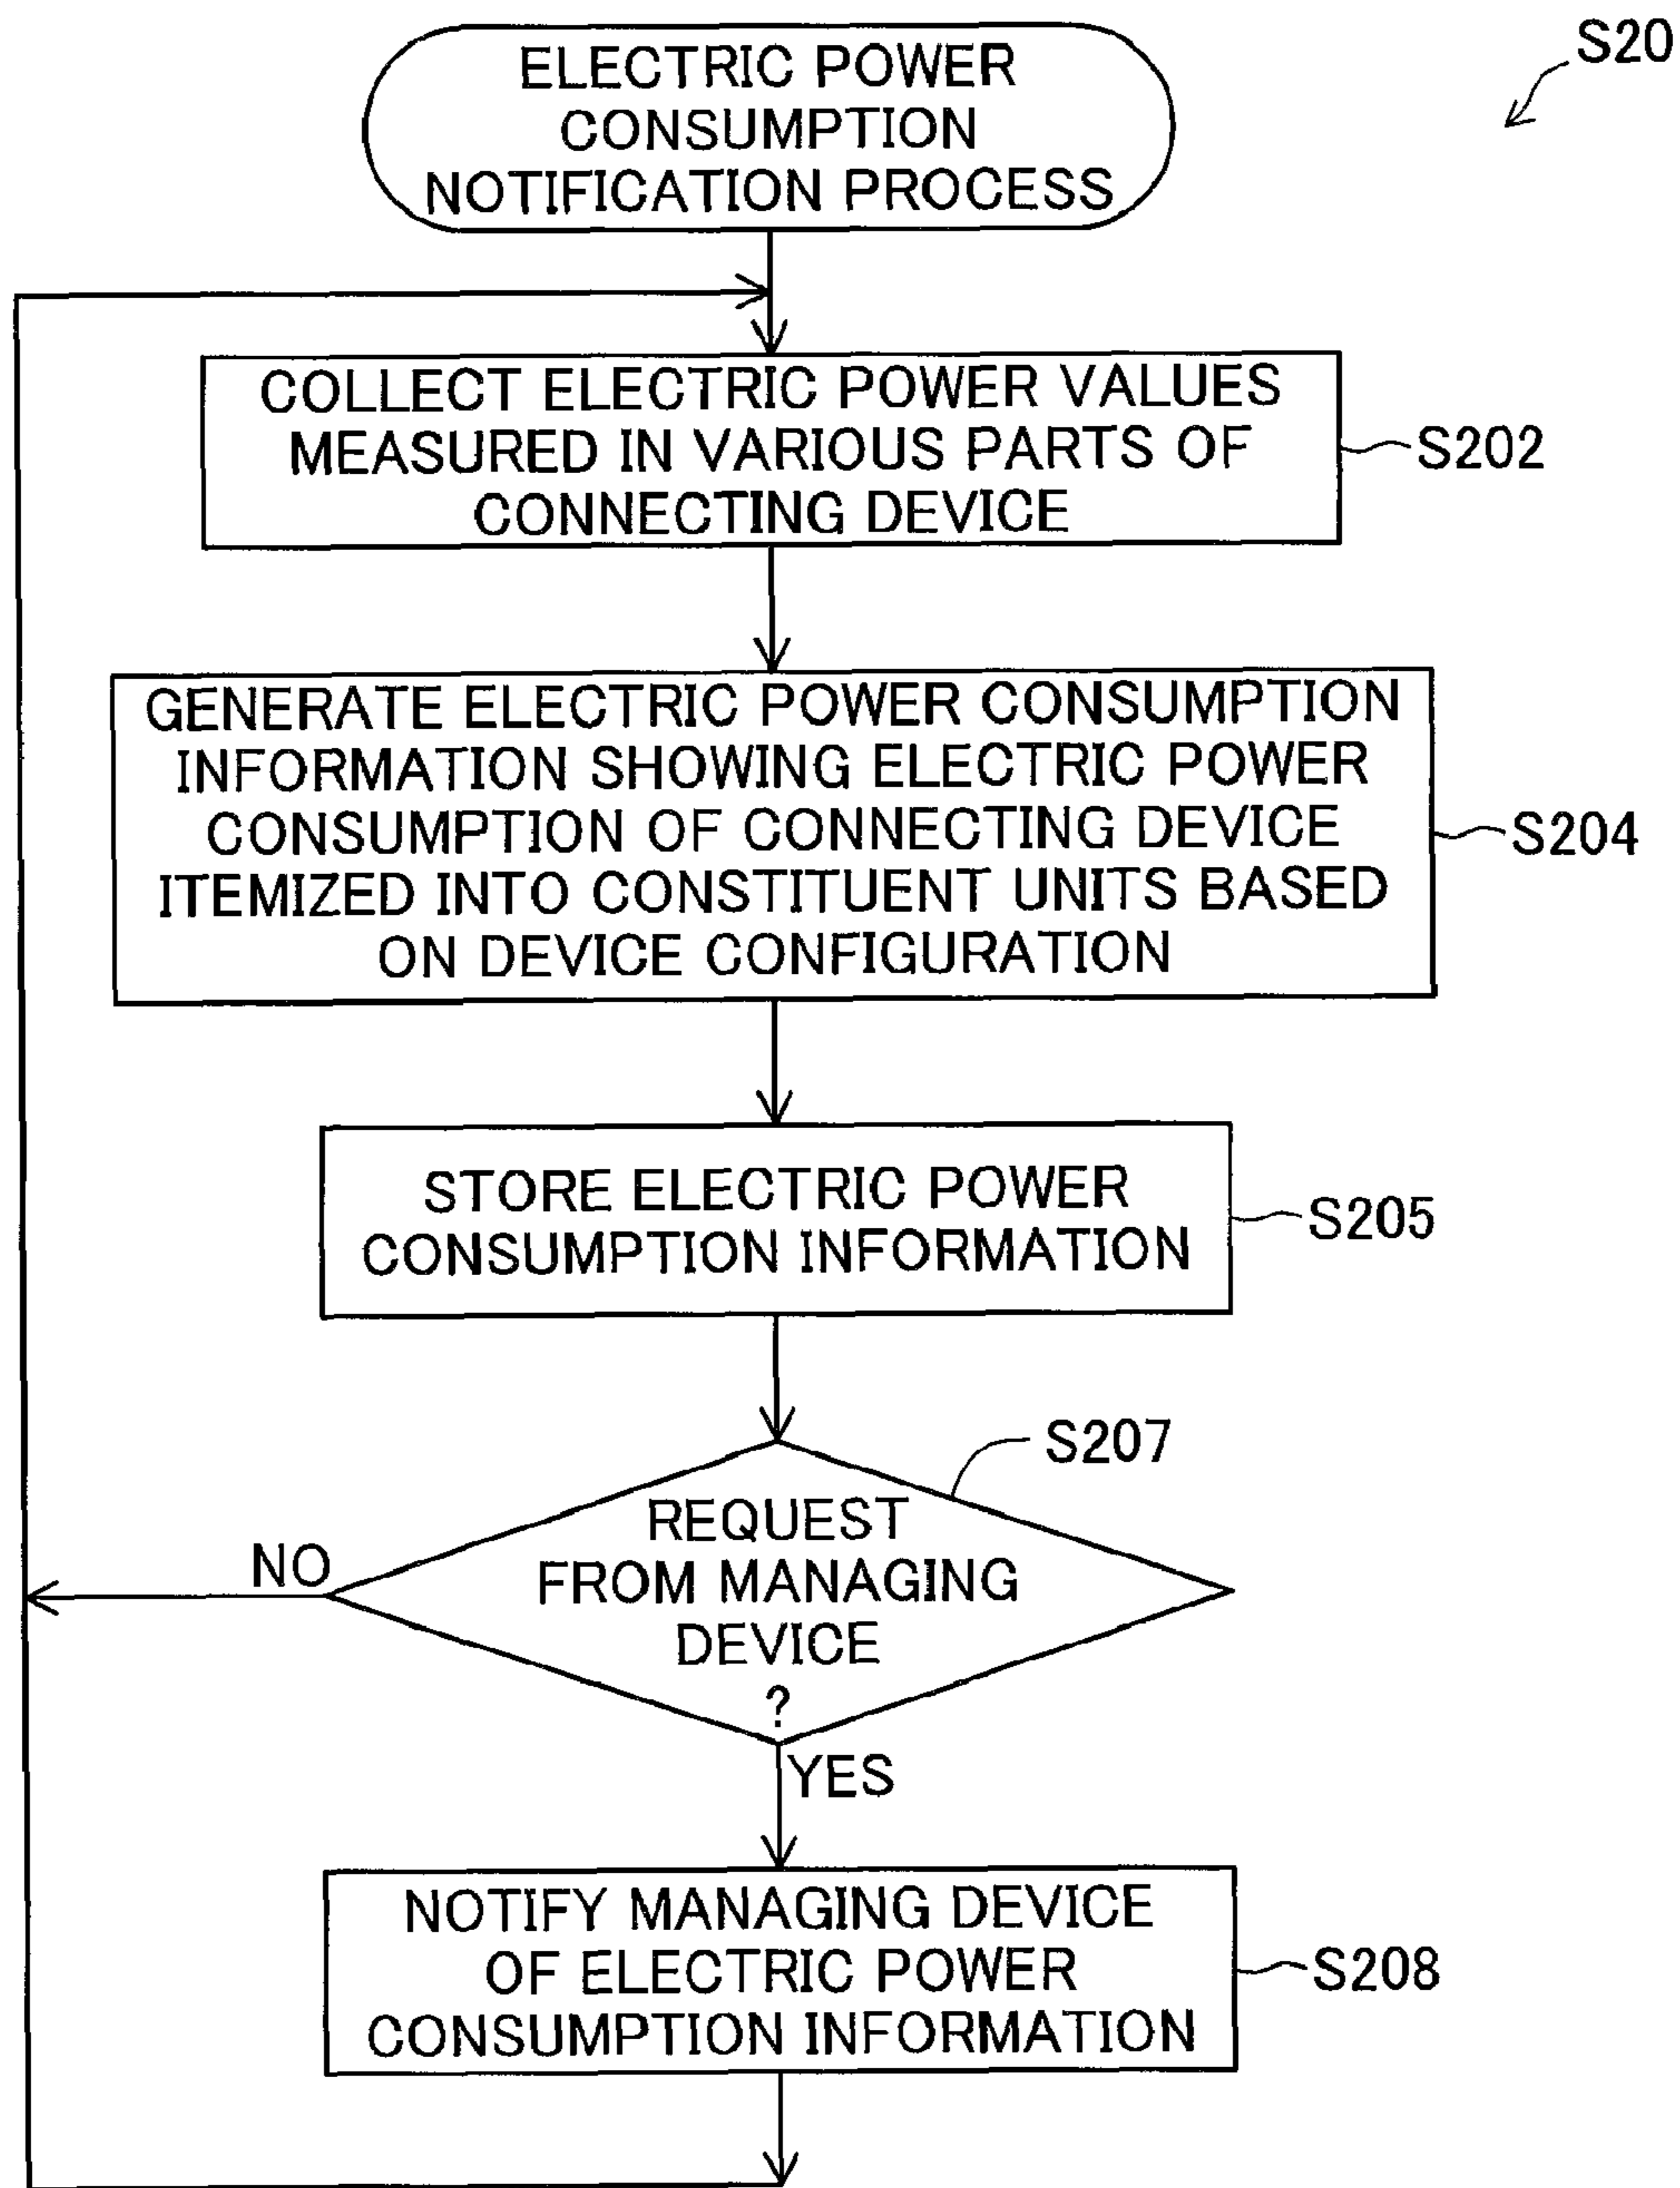 S20
ELECTRIC POWER
CONSUMPTION
NOTIFICATION PROCESS
COLLECT ELECTRIC POWER VALUES
MEASURED IN VARIOUS PARTS OF
CONNECTING DEVICE
S202
GENERATE ELECTRIC POWER CONSUMPTION
INFORMATION SHOWING ELECTRIC POWER
CONSUMPTION OF CONNECTING DEVICE
ITEMIZED INTO CONSTITUENT UNITS BASED
ON DEVICE CONFIGURATION
S204
STORE ELECTRIC POWER
CONSUMPTION INFORMATION
S205
S207
REQUEST
FROM MANAGING
DEVICE
?
NO
YES
NOTIFY MANAGING DEVICE
OF ELECTRIC POWER
CONSUMPTION INFORMATION
S208